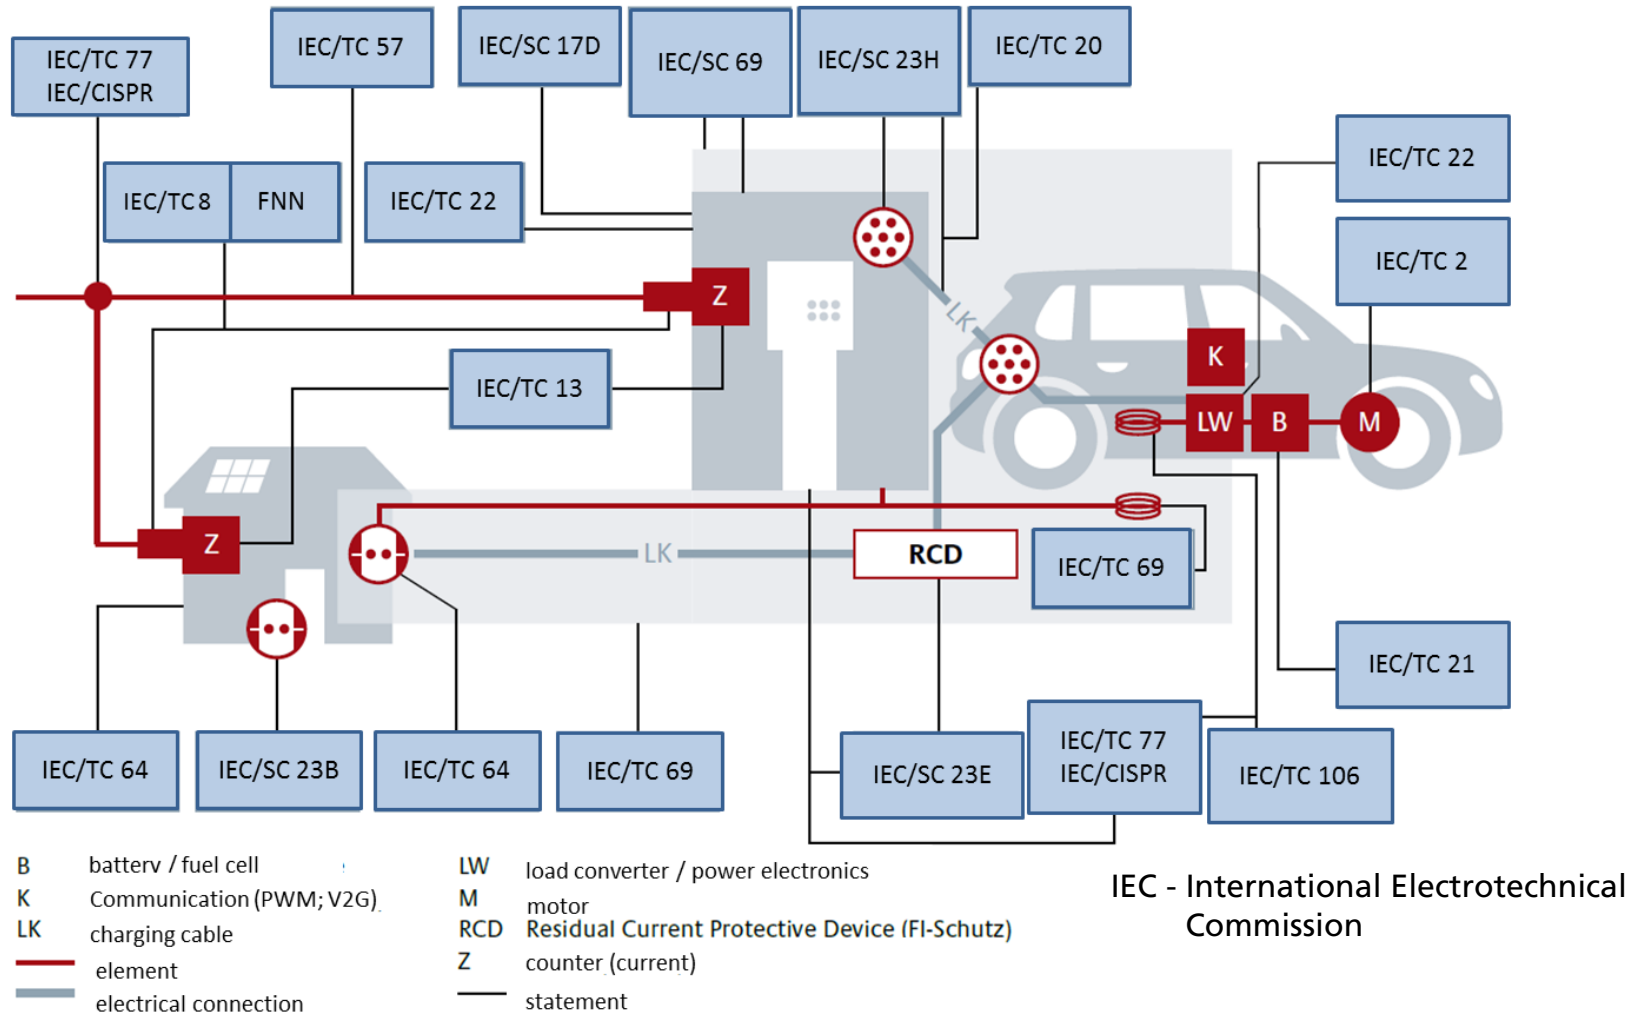 IEC/TC 77
IEC/CISPR
IEC/TC 57
IEC/SC 17D
IEC/SC 69
IEC/SC 23H
IEC/TC 20
IEC/TC 22
IEC/TC 8
FNN
IEC/TC 22
IEC/TC 2
Z
LK
K
IEC/TC 13
LW
B
M
Z
LK
RCD
IEC/TC 69
IEC/TC 21
IEC/TC 64
IEC/SC 23B
IEC/TC 64
IEC/TC 69
IEC/SC 23E
IEC/TC 77
IEC/CISPR
IEC/TC 106
B battery / fuel cell
K Communication (PWM; V2G)
LK charging cable
element
electrical connection
LW load converter / power electronics
M motor
RCD Residual Current Protective Device (FI-Schutz)
Z counter (current)
statement
IEC - International Electrotechnical
Commission